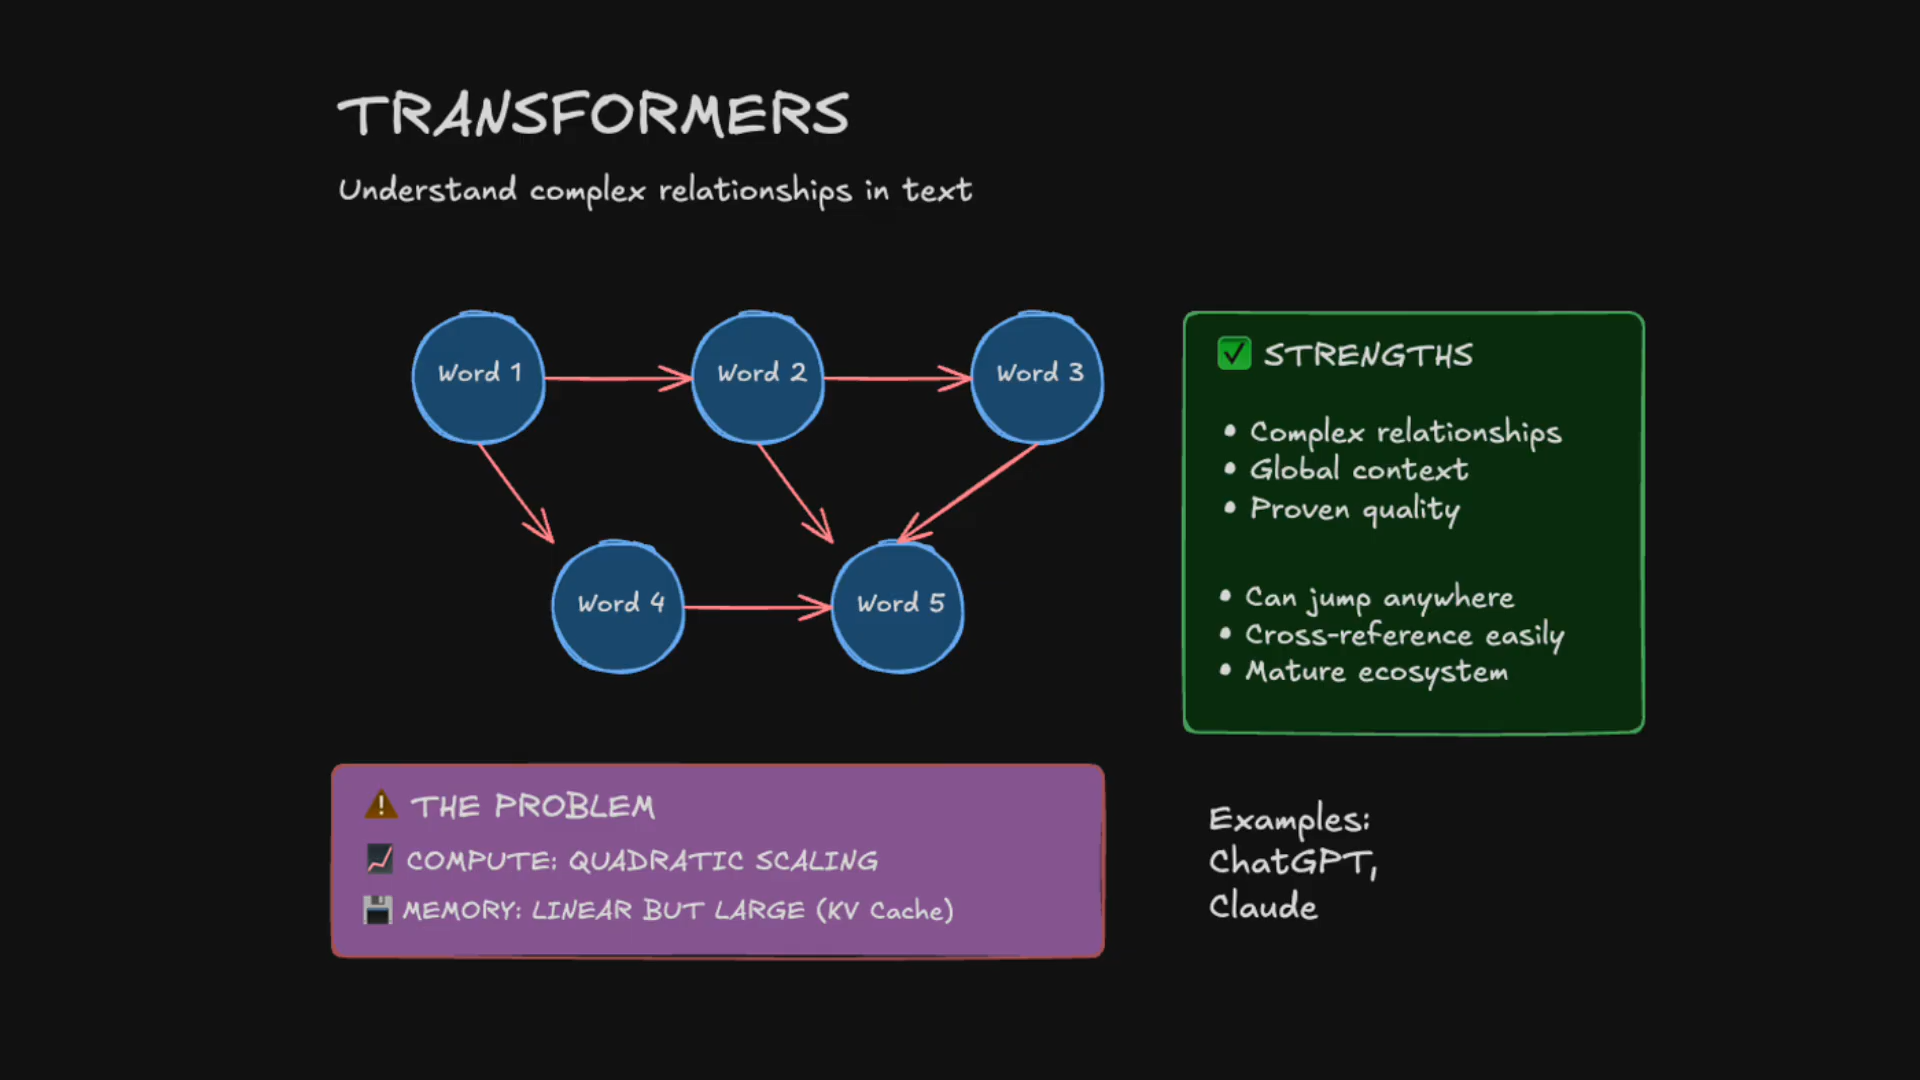 TRANSFORMERS
Understand complex relationships in text
Word 1
Word 2
Word 3
Word 4
Word 5
✅ STRENGTHS
• Complex relationships
• Global context
• Proven quality
• Can jump anywhere
• Cross-reference easily
• Mature ecosystem
⚠️ THE PROBLEM
📈 COMPUTE: QUADRATIC SCALING
💾 MEMORY: LINEAR BUT LARGE (KV Cache)
Examples:
ChatGPT,
Claude